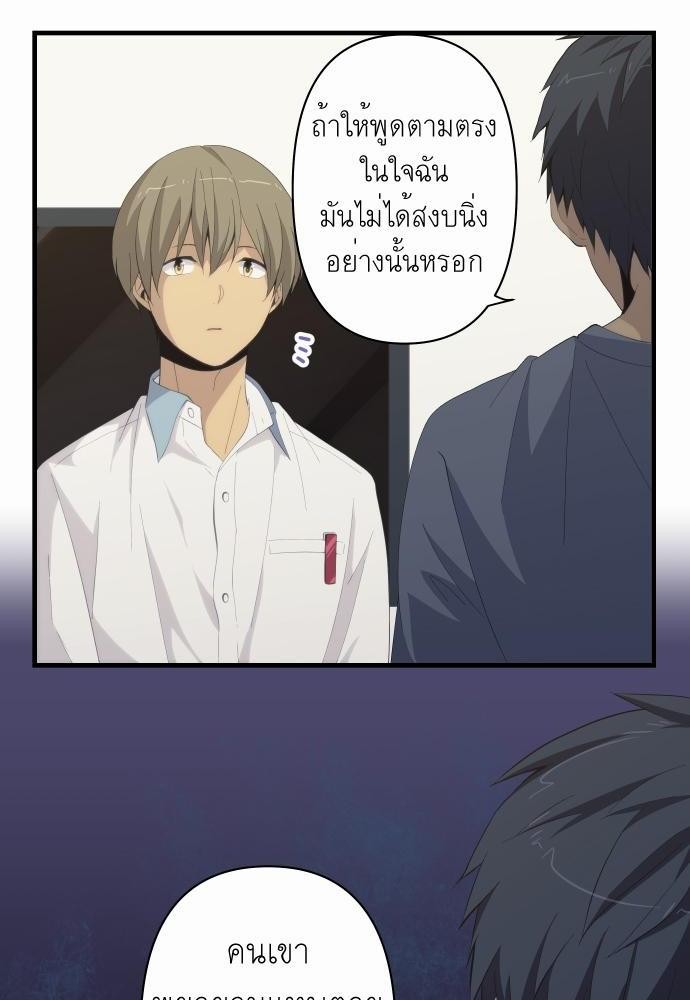 ถ้าให้พูดตามตรง
ในใจฉัน
มันไม่ได้สงบนิ่ง
อย่างนั้นหรอก
คนเขา